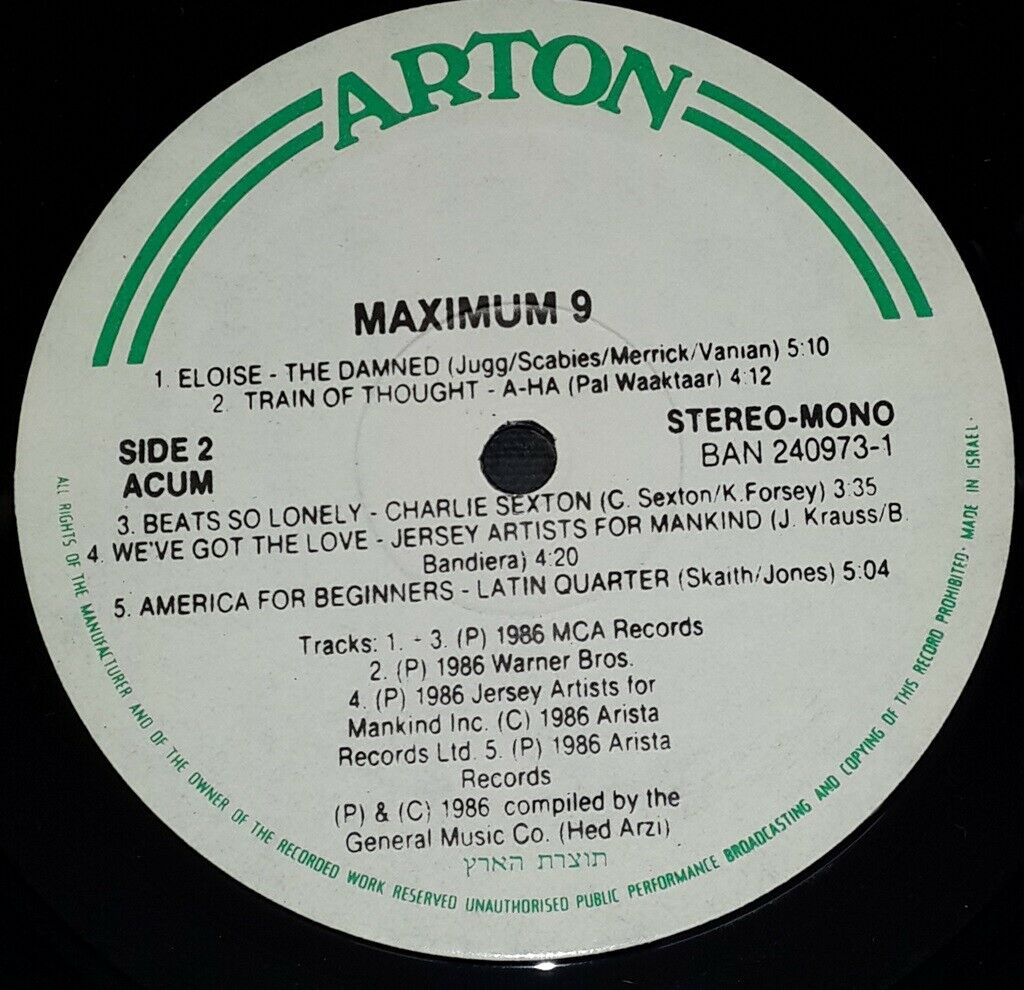 ARTON
MAXIMUM 9
1. ELOISE - THE DAMNED (Jugg/Scabies/Merrick/Vanian) 5:10
2. TRAIN OF THOUGHT - A-HA (Pal Waaktaar) 4:12
SIDE 2
ACUM
STEREO-MONO
BAN 240973-1
3. BEATS SO LONELY - CHARLIE SEXTON (C. Sexton/K.Forsey) 3:35
4. WE'VE GOT THE LOVE - JERSEY ARTISTS FOR MANKIND (J. Krauss/B.
Bandiera) 4:20
5. AMERICA FOR BEGINNERS - LATIN QUARTER (Skaith/Jones) 5:04
Tracks: 1. - 3. (P) 1986 MCA Records
2. (P) 1986 Warner Bros.
4. (P) 1986 Jersey Artists for
Mankind Inc. (C) 1986 Arista
Records Ltd. 5. (P) 1986 Arista
Records
(P) & (C) 1986 compiled by the
General Music Co. (Hed Arzi)
תוצרת הארץ
ALL RIGHTS OF THE MANUFACTURER AND OF THE OWNER OF THE RECORDED WORK RESERVED UNAUTHORISED PUBLIC PERFORMANCE BROADCASTING AND COPYING OF THIS RECORD PROHIBITED· MADE IN ISRAEL·